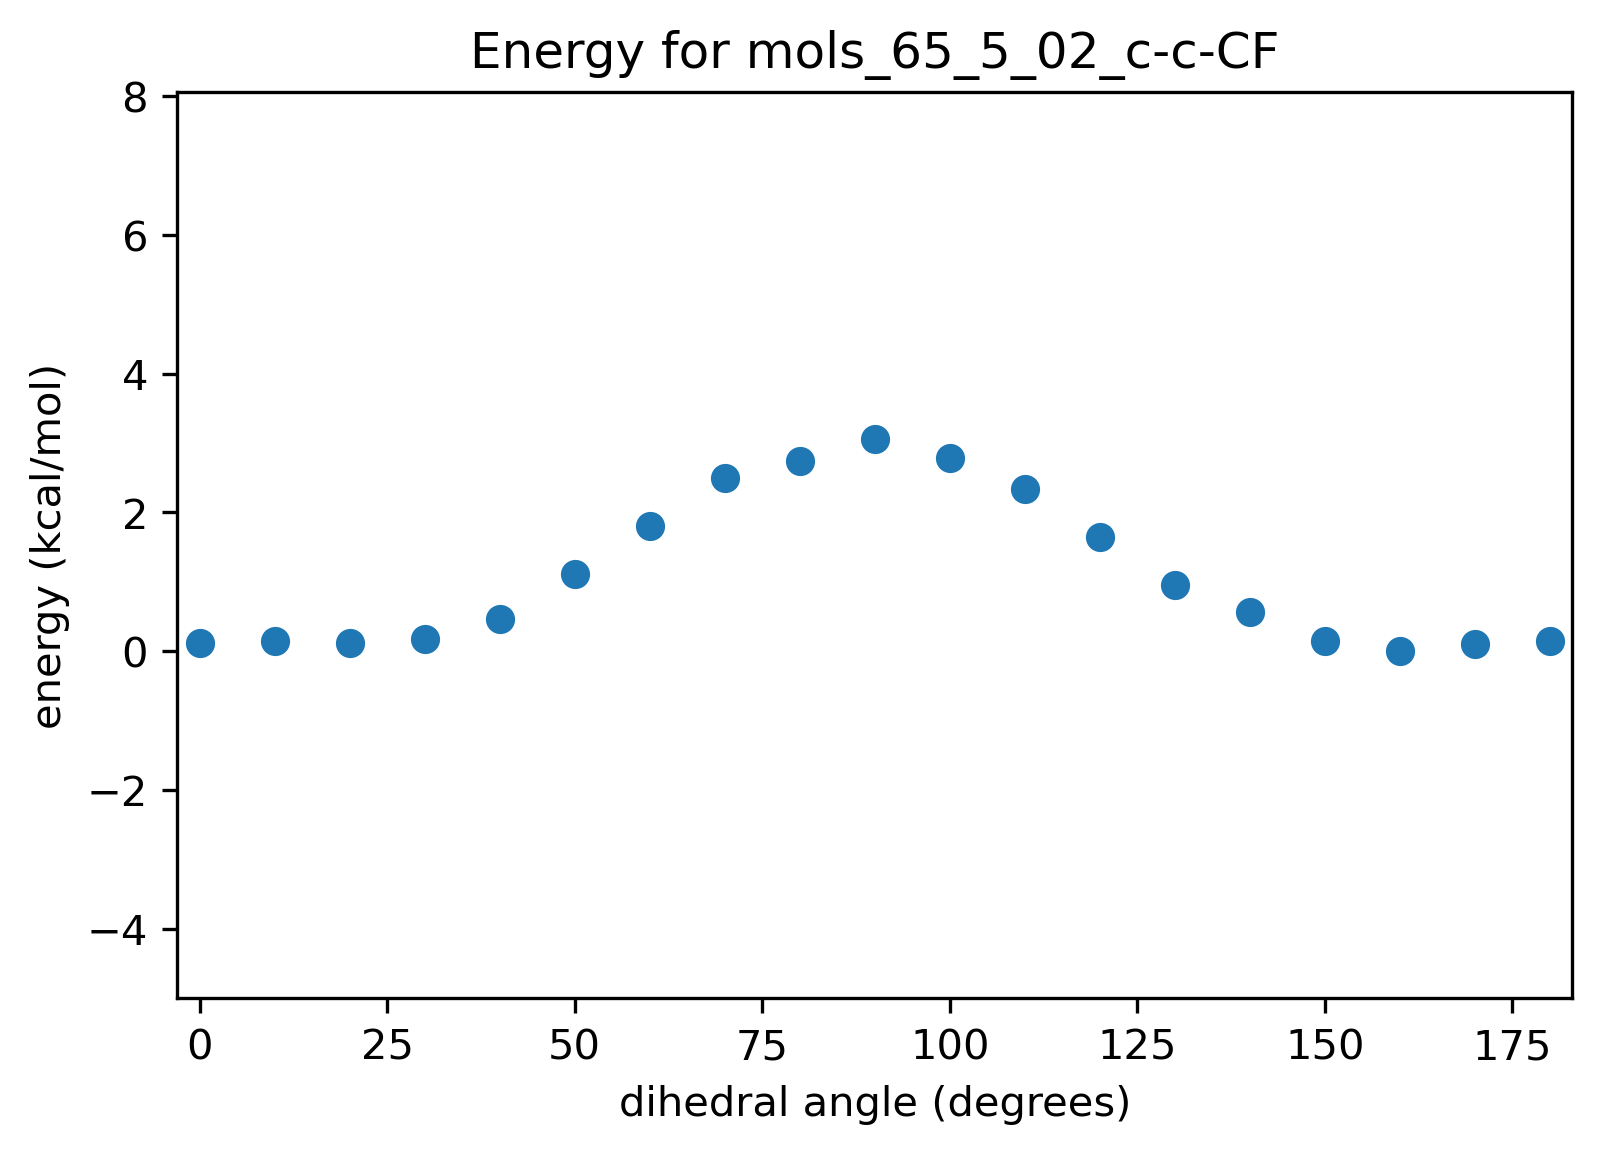 Energy for mols_65_5_02_c-c-CF
8
6
4
2
0
−2
−4
energy (kcal/mol)
0 25 50 75 100 125 150 175
dihedral angle (degrees)